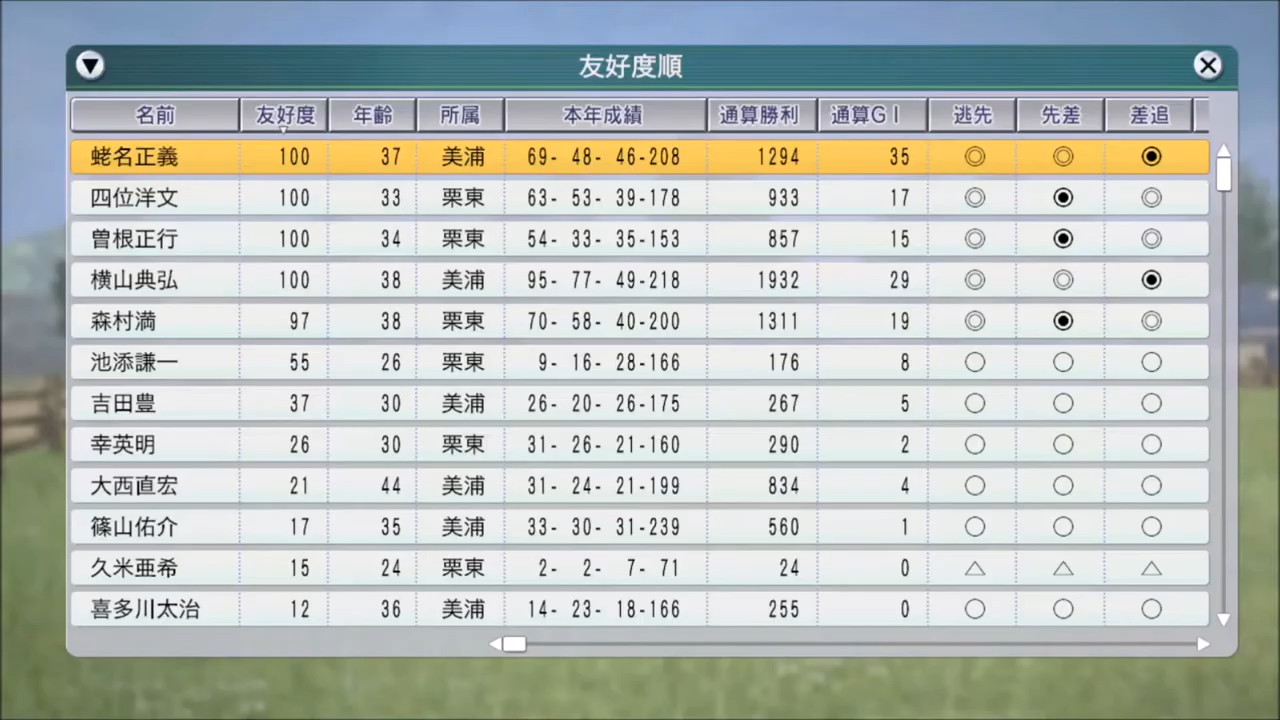 友好度順
名前 友好度 年齢 所属 本年成績 通算勝利 通算GⅠ 逃先 先差 差追
蛯名正義 100 37 美浦 69- 48- 46-208 1294 35 ◎ ◎ ◉
四位洋文 100 33 栗東 63- 53- 39-178 933 17 ◎ ◉ ◎
曽根正行 100 34 栗東 54- 33- 35-153 857 15 ◎ ◉ ◎
横山典弘 100 38 美浦 95- 77- 49-218 1932 29 ◎ ◎ ◉
森村満 97 38 栗東 70- 58- 40-200 1311 19 ◎ ◉ ◎
池添謙一 55 26 栗東 9- 16- 28-166 176 8 ○ ○ ○
吉田豊 37 30 美浦 26- 20- 26-175 267 5 ○ ○ ○
幸英明 26 30 栗東 31- 26- 21-160 290 2 ○ ○ ○
大西直宏 21 44 美浦 31- 24- 21-199 834 4 ○ ○ ○
篠山佑介 17 35 美浦 33- 30- 31-239 560 1 ○ ○ ○
久米亜希 15 24 栗東 2- 2- 7- 71 24 0 △ △ △
喜多川太治 12 36 美浦 14- 23- 18-166 255 0 ○ ○ ○